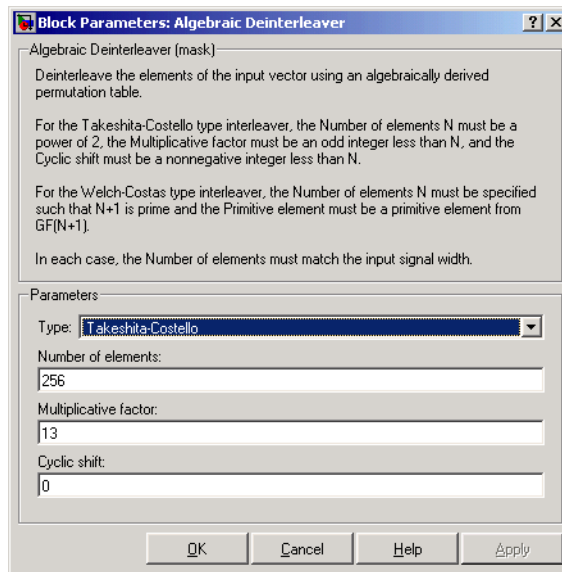 Block Parameters: Algebraic Deinterleaver
Algebraic Deinterleaver (mask)
Deinterleave the elements of the input vector using an algebraically derived
permutation table.
For the Takeshita-Costello type interleaver, the Number of elements N must be a
power of 2, the Multiplicative factor must be an odd integer less than N, and the
Cyclic shift must be a nonnegative integer less than N.
For the Welch-Costas type interleaver, the Number of elements N must be specified
such that N+1 is prime and the Primitive element must be a primitive element from
GF(N+1).
In each case, the Number of elements must match the input signal width.
Parameters
Type: Takeshita-Costello
Number of elements:
256
Multiplicative factor:
13
Cyclic shift:
0
OK Cancel Help Apply